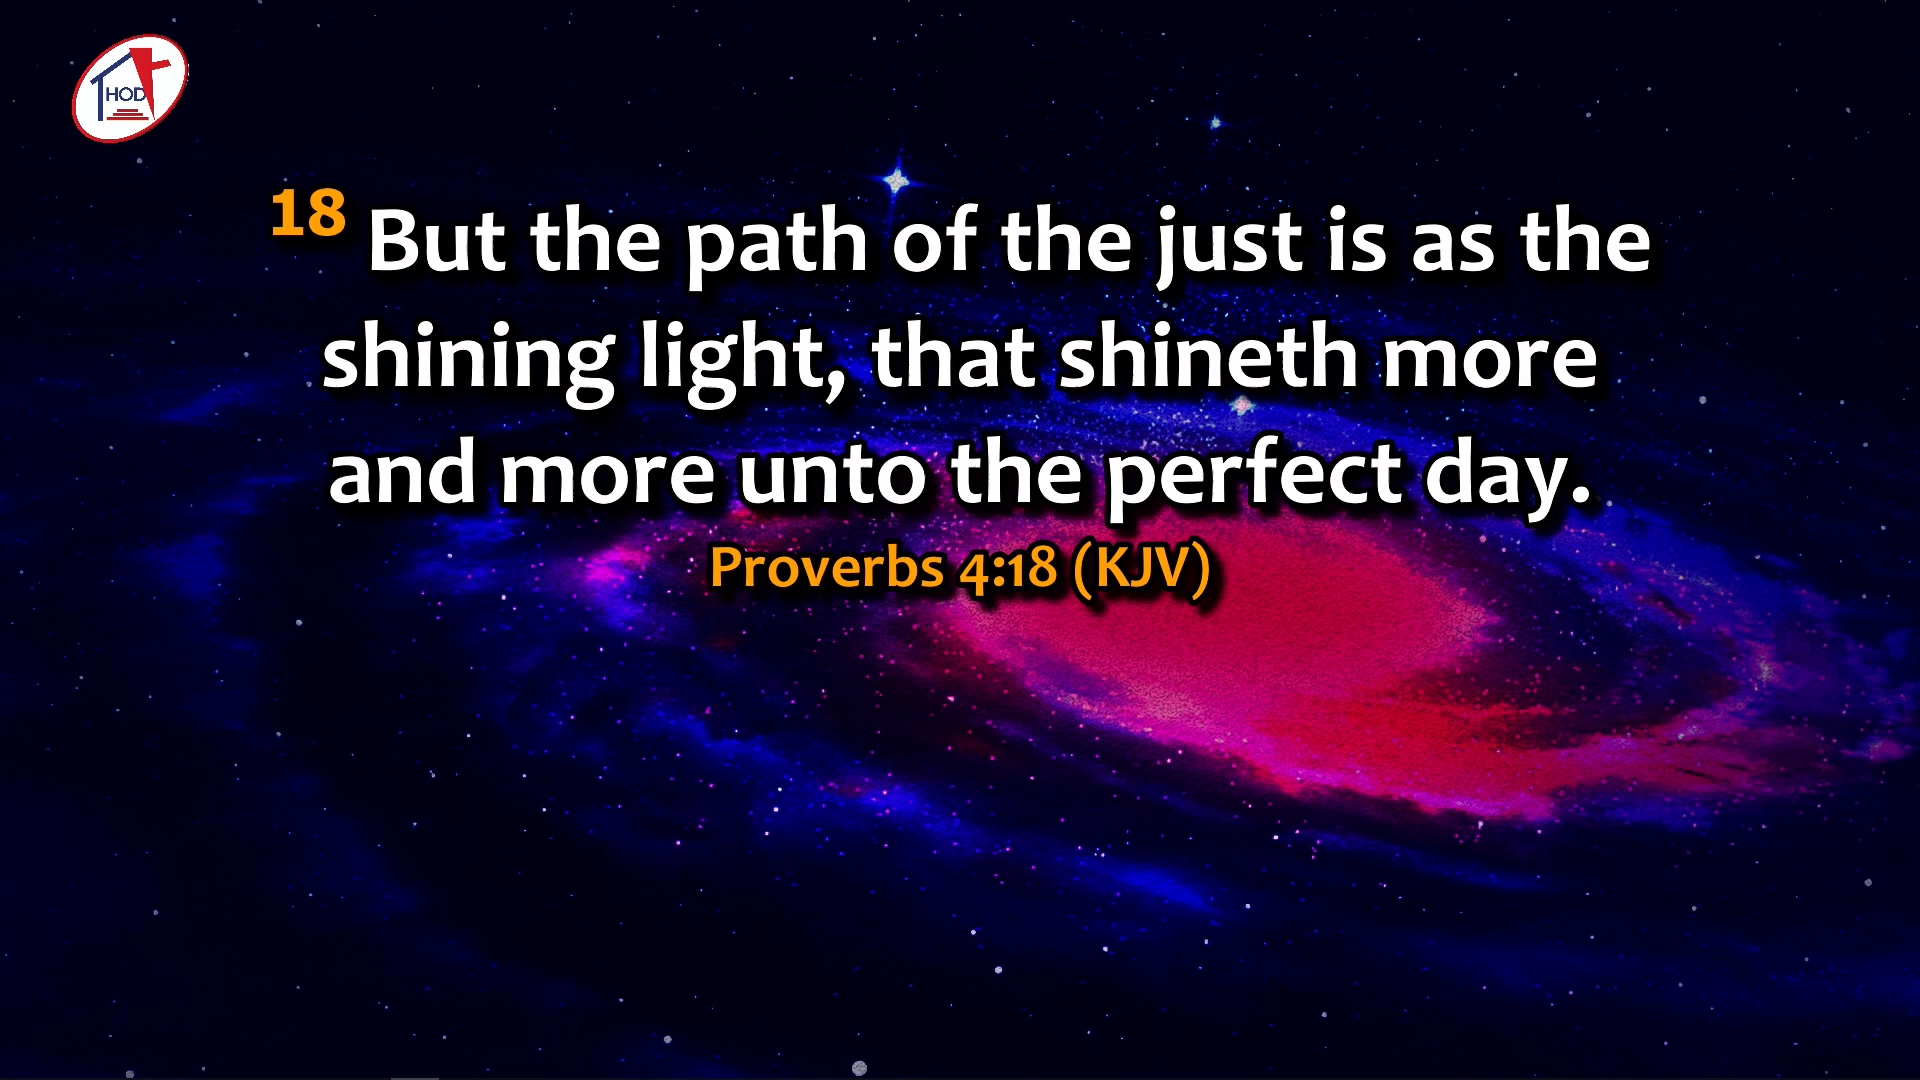 HOD
18 But the path of the just is as the
shining light, that shineth more
and more unto the perfect day.
Proverbs 4:18 (KJV)